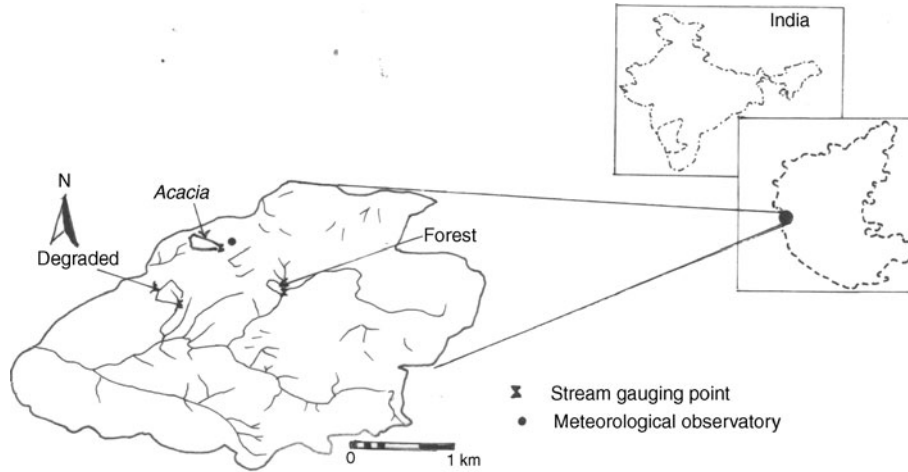 India
N
Acacia
Degraded
Forest
Stream gauging point
Meteorological observatory
0 1 km